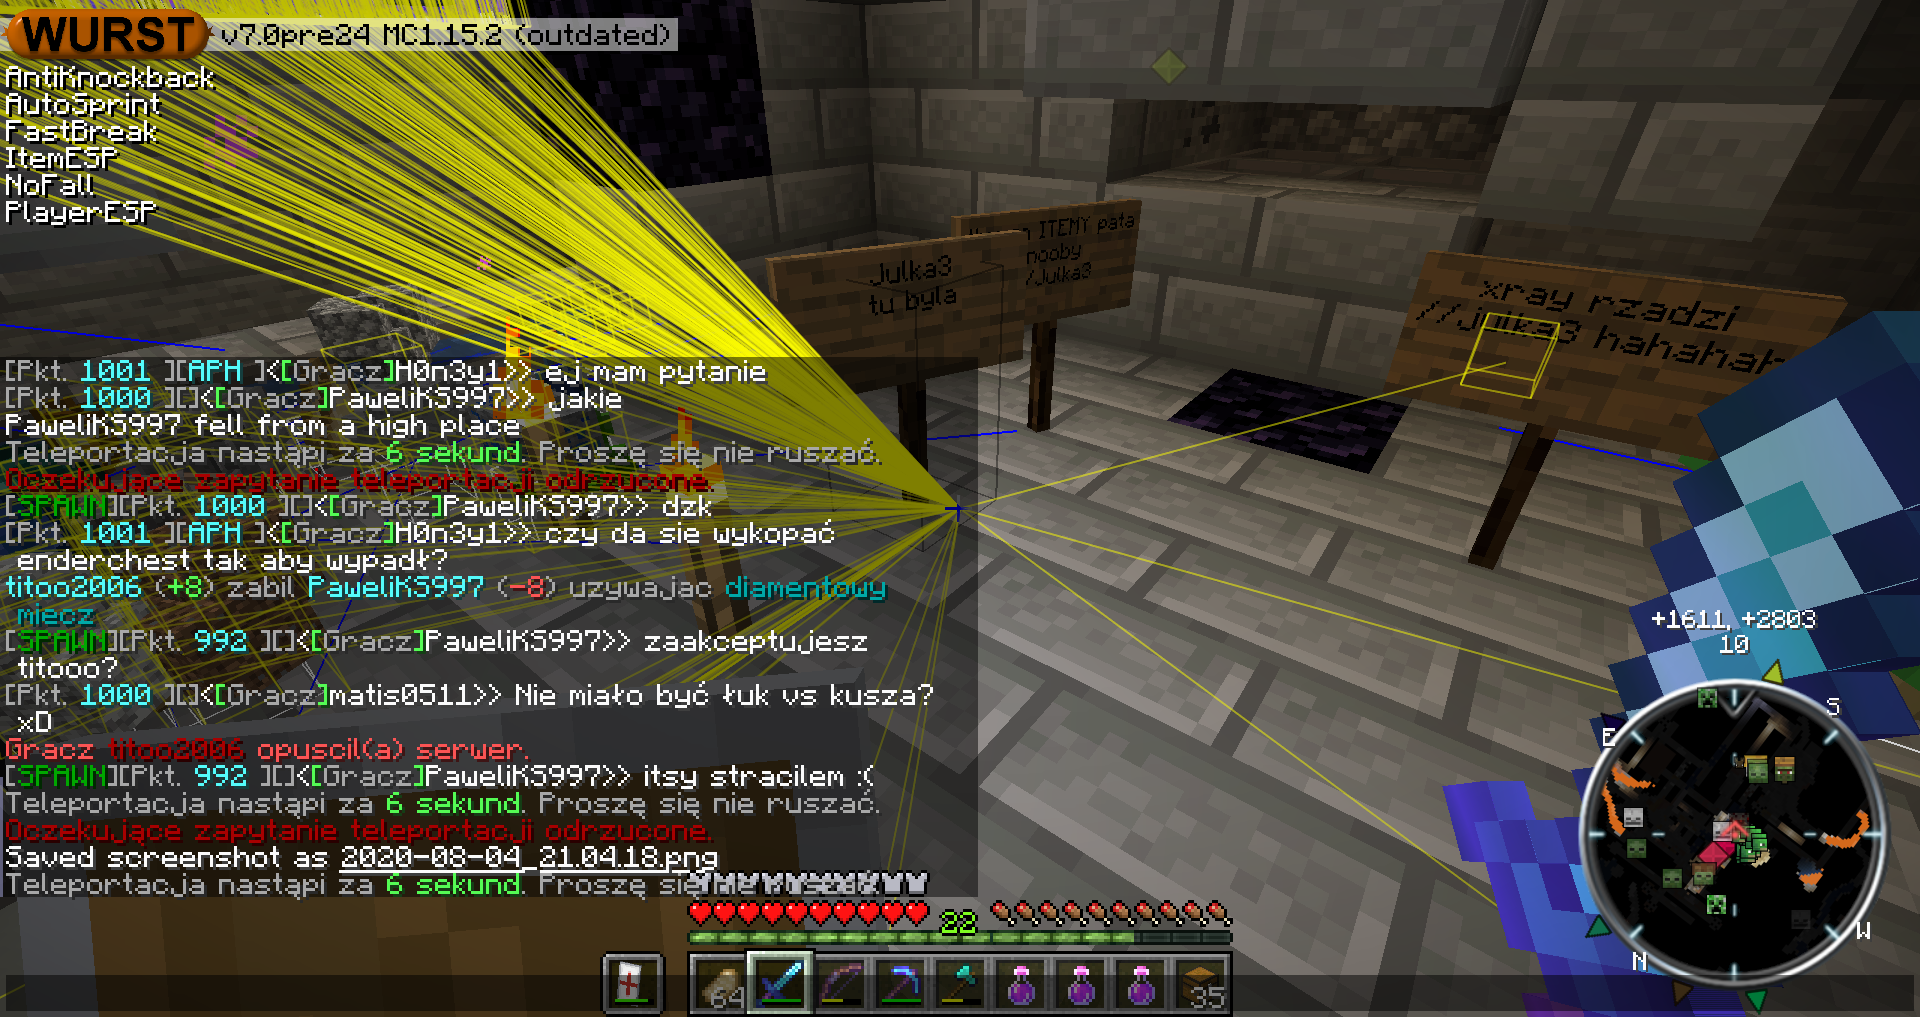 WURST v7.0pre24 MC1.15.2 (outdated)
AntiKnockback
AutoSprint
FastBreak
ItemESP
NoFall
PlayerESP
ITEMY pata
nooby
/Julka3
Julka3
tu byla
xray rzadzi
//julka3 hahahah
[Pkt. 1001 ][APH ]<[Gracz]H0n3y1>> ej mam pytanie
[Pkt. 1000 ][]<[Gracz]PaweliK5997>> jakie
PaweliK5997 fell from a high place
Teleportacja nastąpi za 6 sekund. Proszę się nie ruszać.
Oczekujące zapytanie teleportacji odrzucone.
[SPAWN][Pkt. 1000 ][]<[Gracz]PaweliK5997>> dzk
[Pkt. 1001 ][APH ]<[Gracz]H0n3y1>> czy da sie wykopać
enderchest tak aby wypadł?
titoo2006 (+8) zabil PaweliK5997 (-8) uzywajac diamentowy
miecz
[SPAWN][Pkt. 992 ][]<[Gracz]PaweliK5997>> zaakceptujesz
titooo?
[Pkt. 1000 ][]<[Gracz]matis0511>> Nie miało być łuk vs kusza?
xD
Gracz titoo2006 opuscil(a) serwer.
[SPAWN][Pkt. 992 ][]<[Gracz]PaweliK5997>> itsy stracilem :(
Teleportacja nastąpi za 6 sekund. Proszę się nie ruszać.
Oczekujące zapytanie teleportacji odrzucone.
Saved screenshot as 2020-08-04_21.04.18.png
Teleportacja nastąpi za 6 sekund. Proszę się nie ruszać.
+1611, +2803
10
S
E
W
N
22
64
35